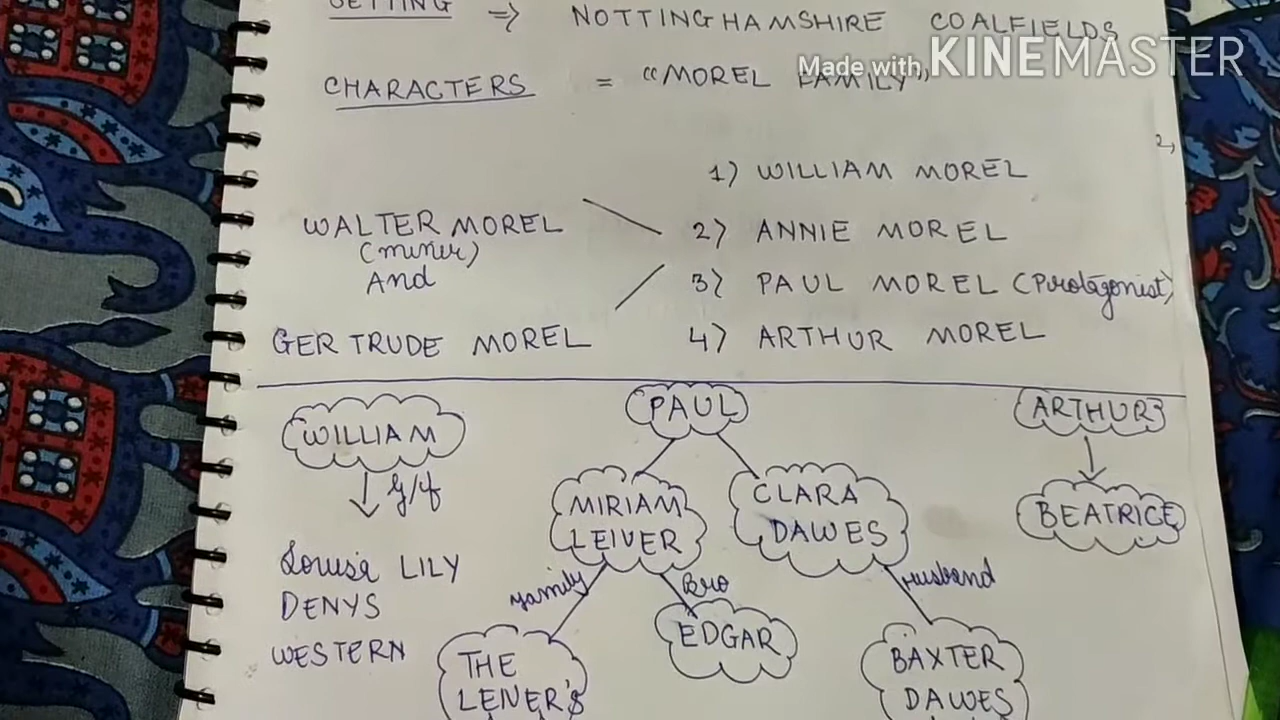 SETTING => NOTTINGHAMSHIRE COALFIELDS
Made with KINEMASTER
CHARACTERS = "MOREL FAMILY"
2,
1) WILLIAM MOREL
WALTER MOREL
(miner)
And
GERTRUDE MOREL
2) ANNIE MOREL
3) PAUL MOREL (Protagonist)
4) ARTHUR MOREL
WILLIAM
g/f
Louisa LILY
DENYS
WESTERN
PAUL
MIRIAM
LEIVER
family
Bro
THE
LEIVER'S
EDGAR
CLARA
DAWES
Husband
BAXTER
DAWES
ARTHUR
BEATRICE